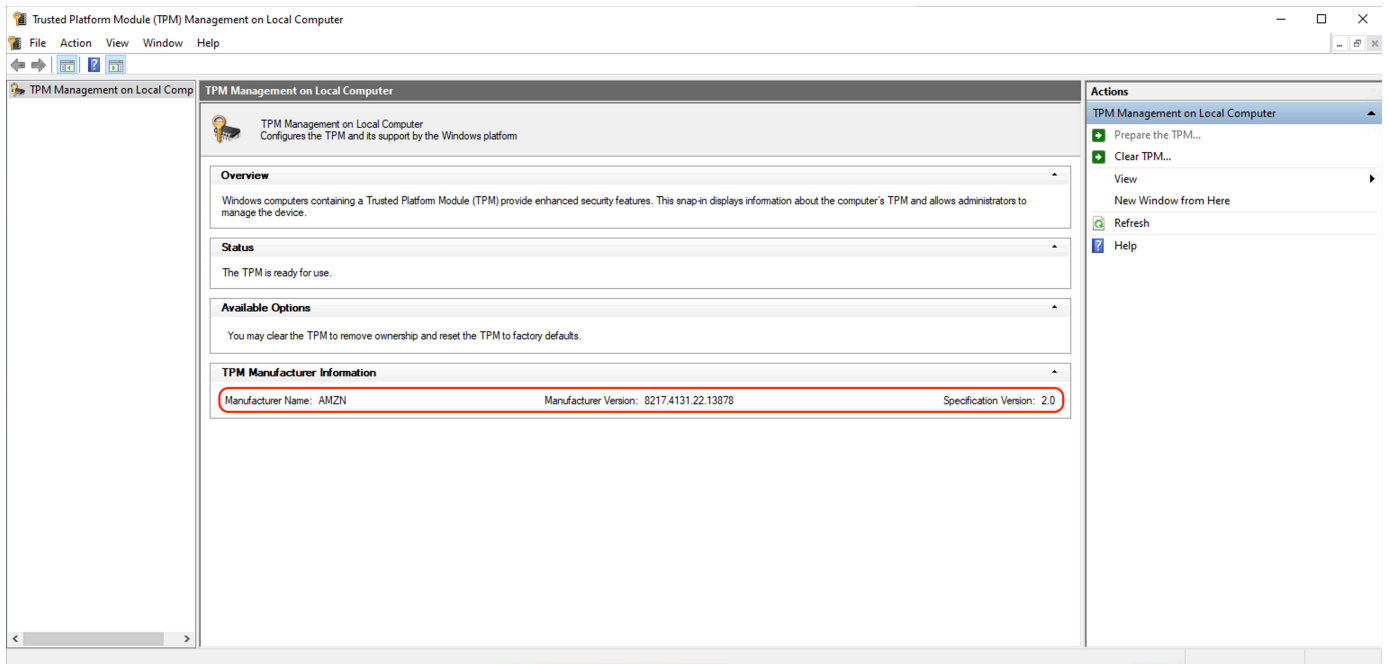 Trusted Platform Module (TPM) Management on Local Computer
File Action View Window Help
TPM Management on Local Comp
TPM Management on Local Computer
TPM Management on Local Computer
Configures the TPM and its support by the Windows platform
Overview
Windows computers containing a Trusted Platform Module (TPM) provide enhanced security features. This snap-in displays information about the computer's TPM and allows administrators to
manage the device.
Status
The TPM is ready for use.
Available Options
You may clear the TPM to remove ownership and reset the TPM to factory defaults.
TPM Manufacturer Information
Manufacturer Name: AMZN Manufacturer Version: 8217.4131.22.13878 Specification Version: 2.0
Actions
TPM Management on Local Computer
Prepare the TPM...
Clear TPM...
View
New Window from Here
Refresh
Help